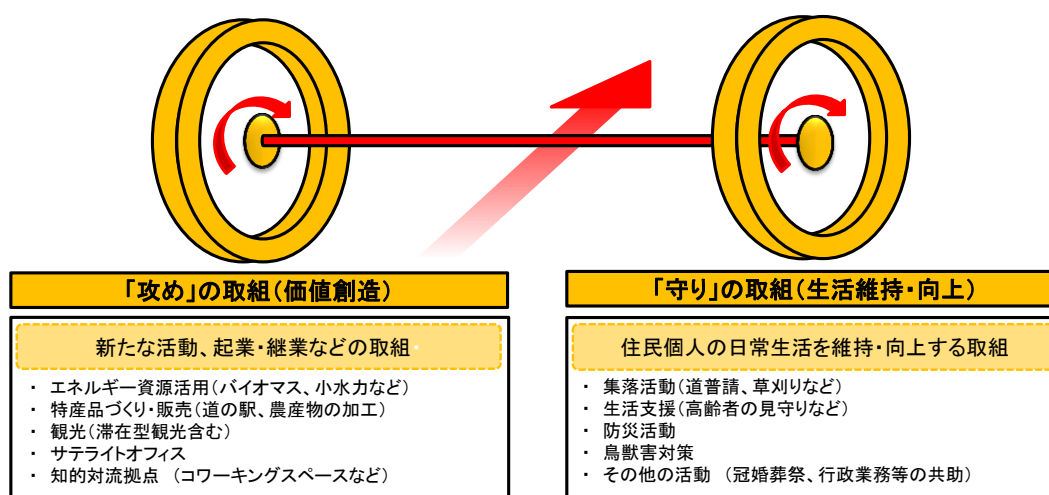 「攻め」の取組(価値創造)
新たな活動、起業・継業などの取組
・ エネルギー資源活用(バイオマス、小水力など)
・ 特産品づくり・販売(道の駅、農産物の加工)
・ 観光(滞在型観光含む)
・ サテライトオフィス
・ 知的対流拠点 (コワーキングスペースなど)
「守り」の取組(生活維持・向上)
住民個人の日常生活を維持・向上する取組
・ 集落活動(道普請、草刈りなど)
・ 生活支援(高齢者の見守りなど)
・ 防災活動
・ 鳥獣害対策
・ その他の活動 (冠婚葬祭、行政業務等の共助)